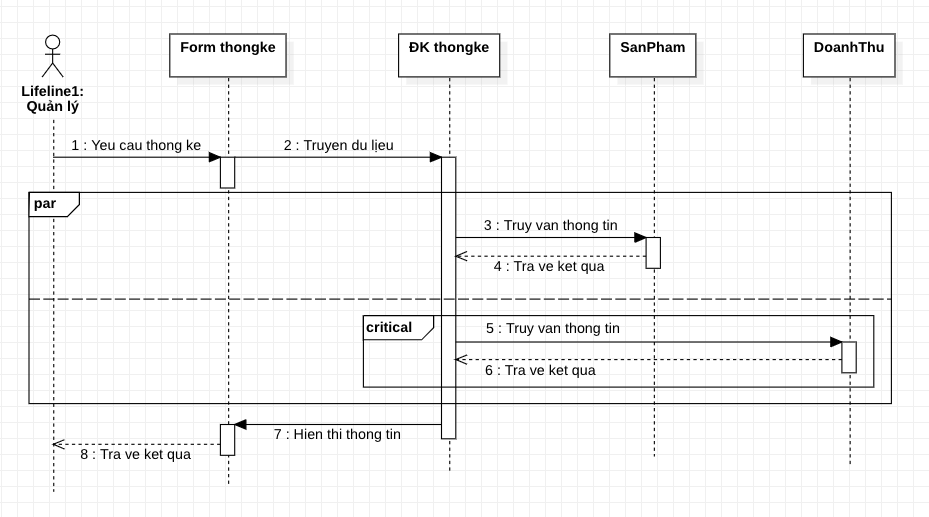 Form thongke
ĐK thongke
SanPham
DoanhThu
Lifeline1:
Quản lý
1 : Yeu cau thong ke
2 : Truyen du lịeu
par
3 : Truy van thong tin
4 : Tra ve ket qua
critical
5 : Truy van thong tin
6 : Tra ve ket qua
7 : Hien thi thong tin
8 : Tra ve ket qua